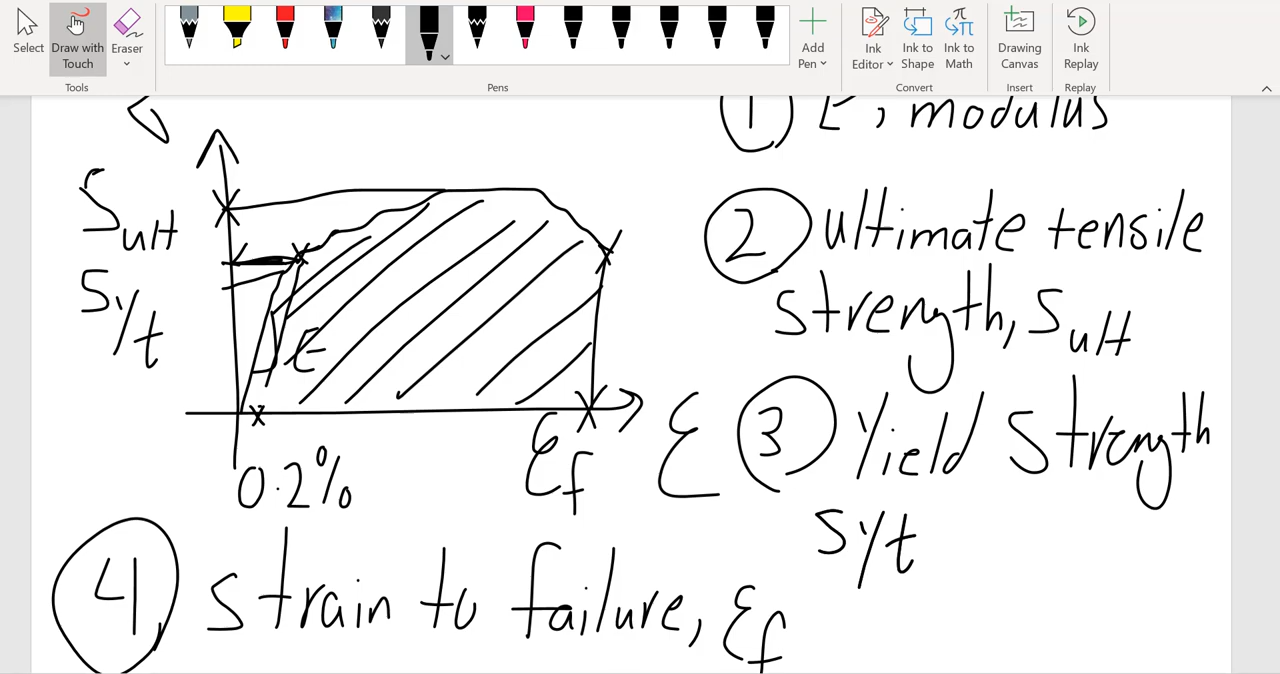 Select
Draw with Touch
Eraser
Tools
Pens
Add Pen
Ink Editor
Ink to Shape
Ink to Math
Convert
Drawing Canvas
Insert
Ink Replay
Replay
1 E, modulus
Sult
2 ultimate tensile
strength, Sult
Sy/t
E
3 Yield Strength
Sy/t
0.2%
εf
ε
4, strain to failure, εf